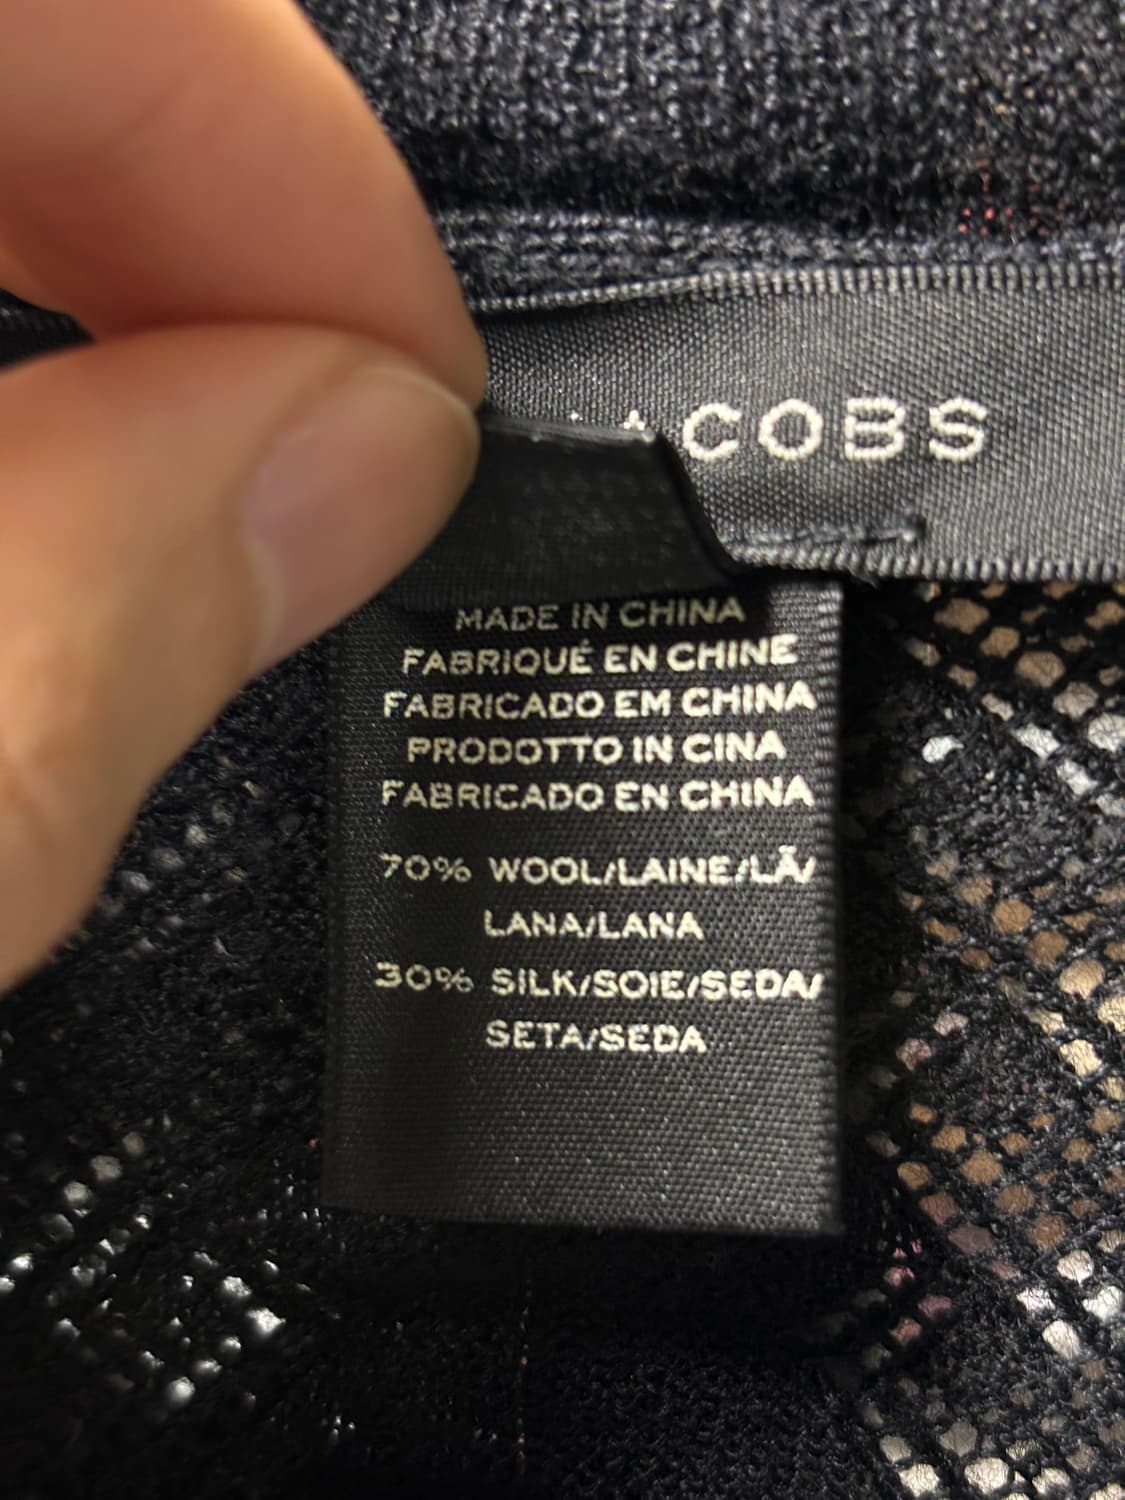 ACOBS
MADE IN CHINA
FABRIQUÉ EN CHINE
FABRICADO EM CHINA
PRODOTTO IN CINA
FABRICADO EN CHINA
70% WOOL/LAINE/LÃ/
LANA/LANA
30% SILK/SOIE/SEDA/
SETA/SEDA